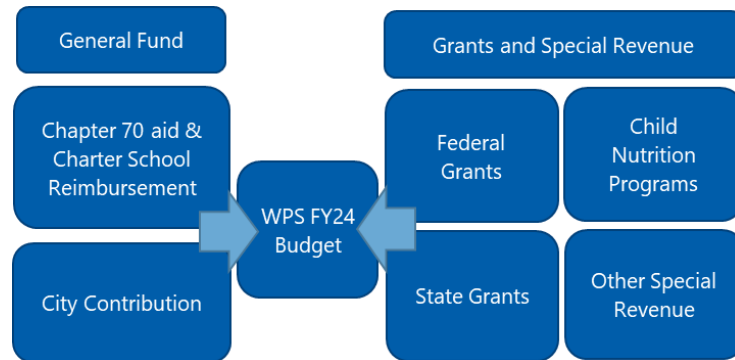 General Fund
Grants and Special Revenue
Chapter 70 aid &
Charter School
Reimbursement
City Contribution
WPS FY24
Budget
Federal
Grants
Child
Nutrition
Programs
State Grants
Other Special
Revenue